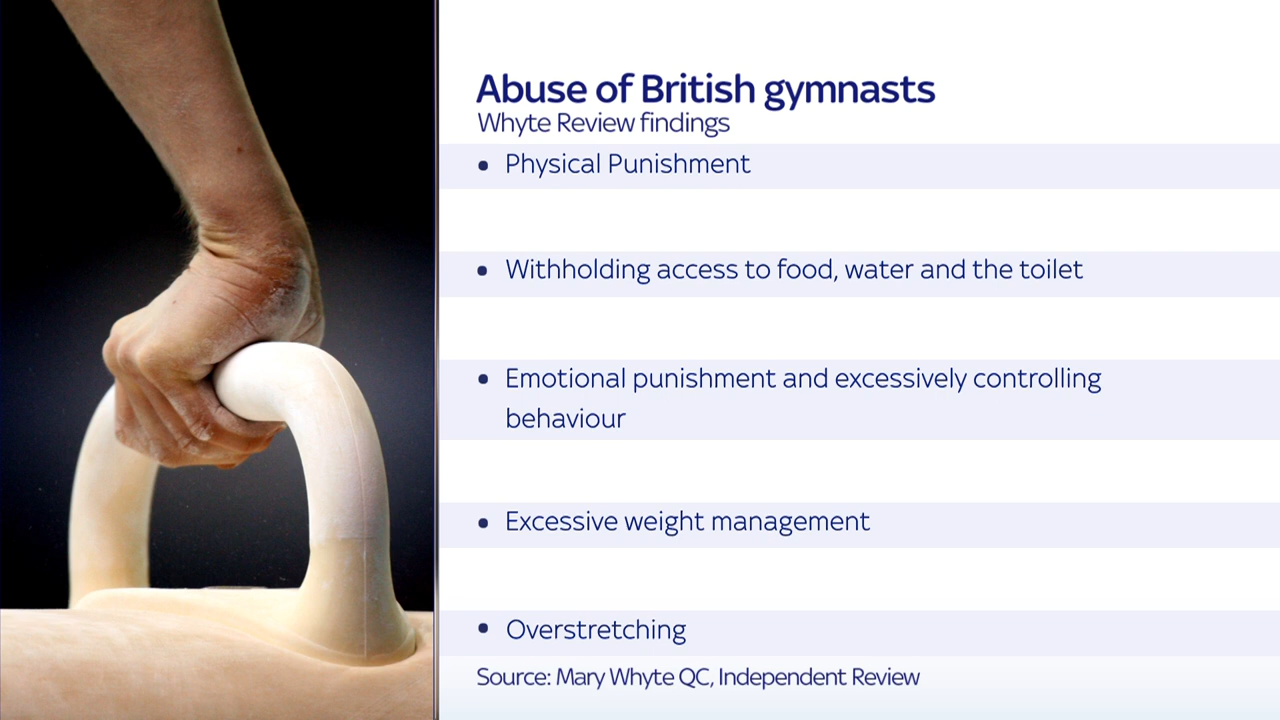 Abuse of British gymnasts
Whyte Review findings
• Physical Punishment
• Withholding access to food, water and the toilet
• Emotional punishment and excessively controlling
behaviour
• Excessive weight management
• Overstretching
Source: Mary Whyte QC, Independent Review